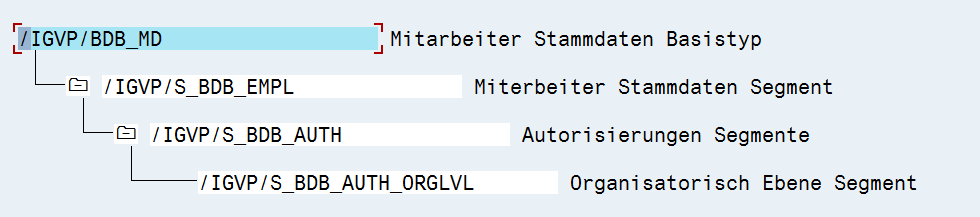 /IGVP/BDB_MD Mitarbeiter Stammdaten Basistyp
/IGVP/S_BDB_EMPL Miterbeiter Stammdaten Segment
/IGVP/S_BDB_AUTH Autorisierungen Segmente
/IGVP/S_BDB_AUTH_ORGLVL Organisatorisch Ebene Segment